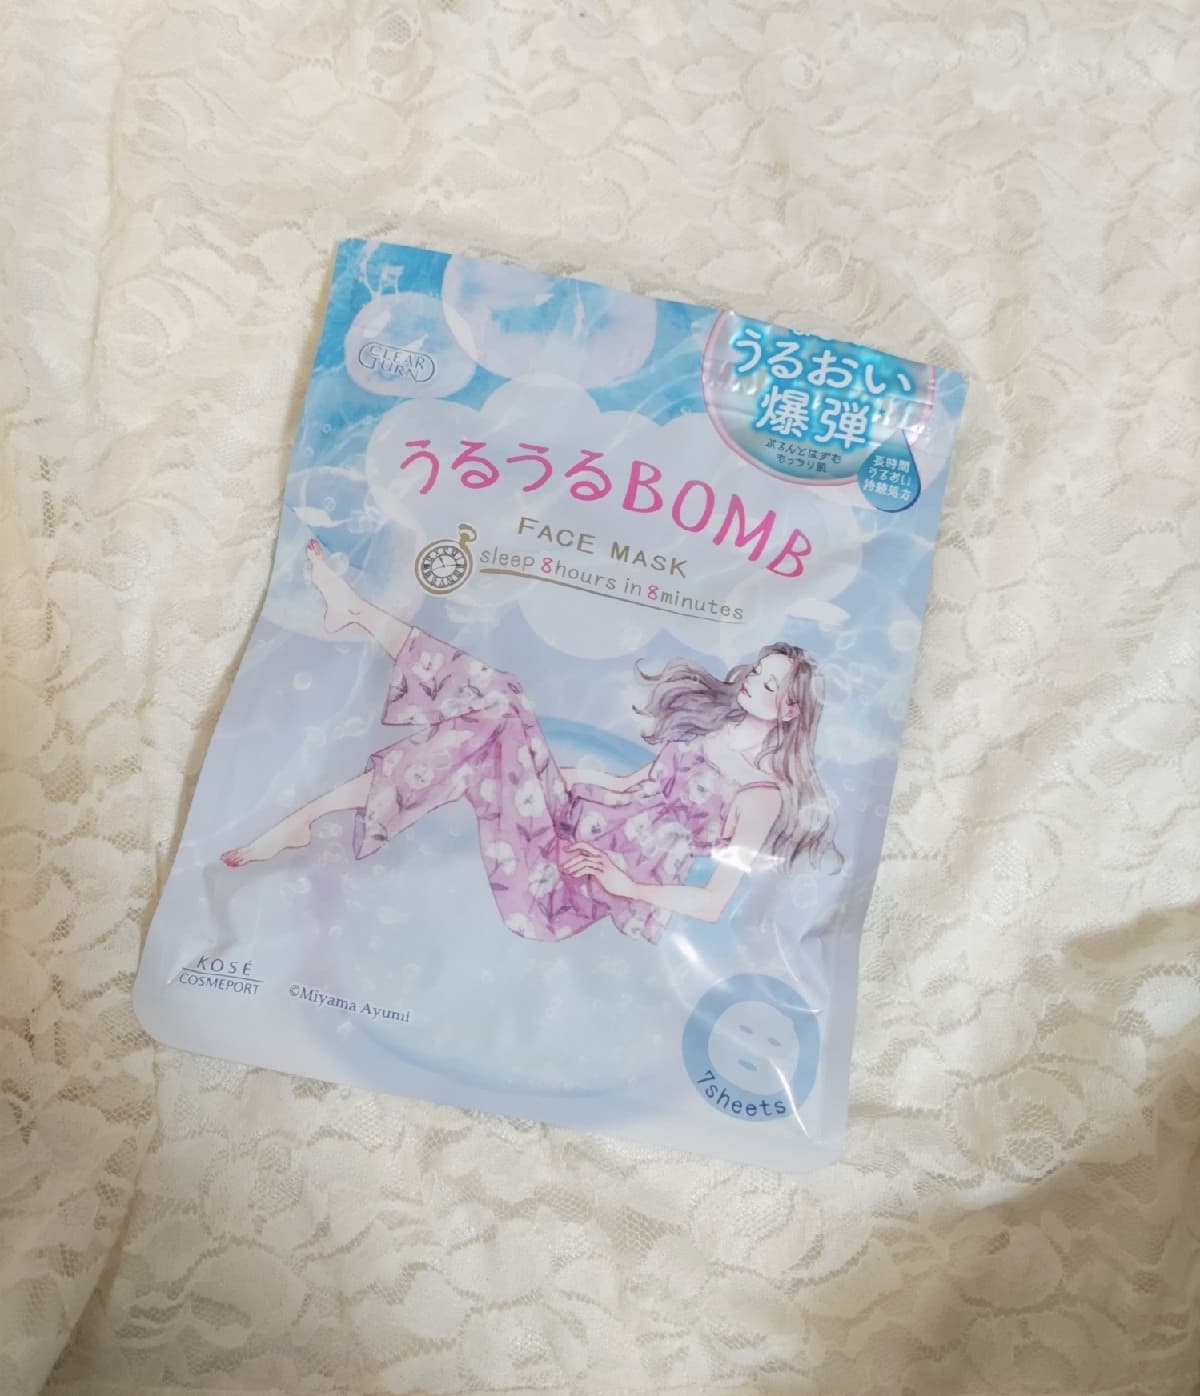 CLEAR
TURN
うるおい
爆弾
ぷるんとはずむ
もっちり肌
長時間
うるおい
持続処方
うるうるBOMB
FACE MASK
sleep 8hours in 8minutes
KOSÉ
COSMEPORT
©Miyama Ayumi
7sheets